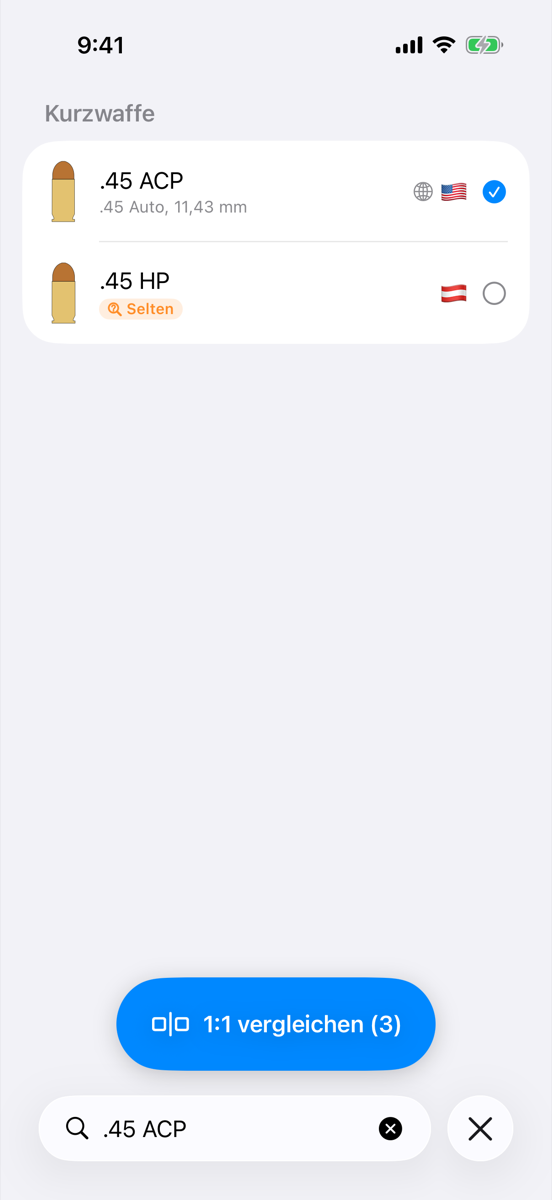 9:41
Kurzwaffe
.45 ACP
.45 Auto, 11,43 mm
.45 HP
Selten
1:1 vergleichen (3)
.45 ACP